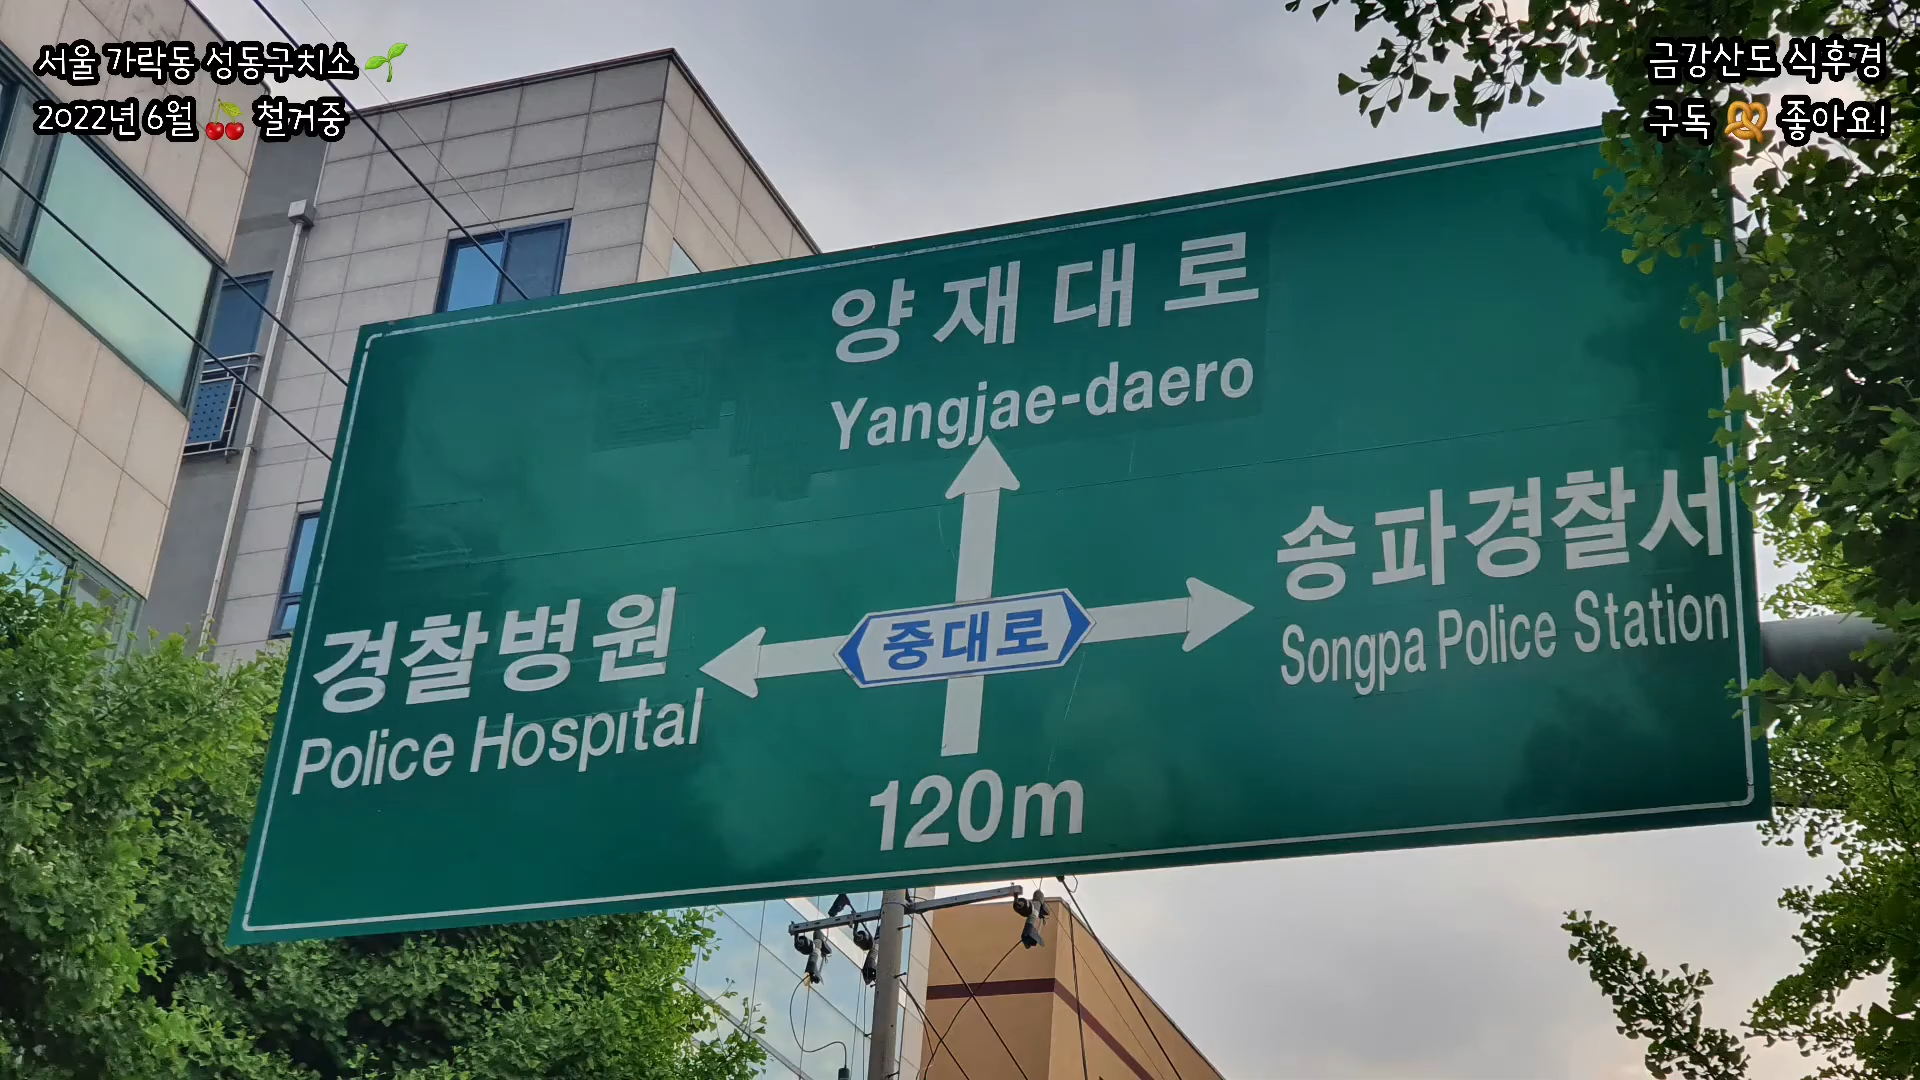 서울 가락동 성동구치소 🌱
2022년 6월 🍒 철거중
금강산도 식후경
구독 🥨 좋아요!
양재대로
Yangjae-daero
송파경찰서
Songpa Police Station
중대로
경찰병원
Police Hospital
120m